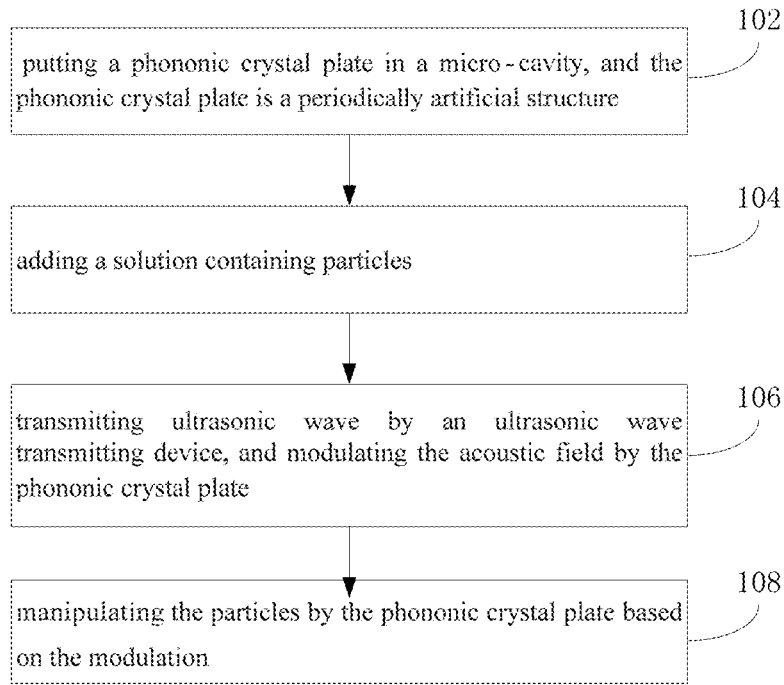 102
putting a phononic crystal plate in a micro-cavity, and the
phononic crystal plate is a periodically artificial structure
104
adding a solution containing particles
106
transmitting ultrasonic wave by an ultrasonic wave
transmitting device, and modulating the acoustic field by the
phononic crystal plate
108
manipulating the particles by the phononic crystal plate based
on the modulation